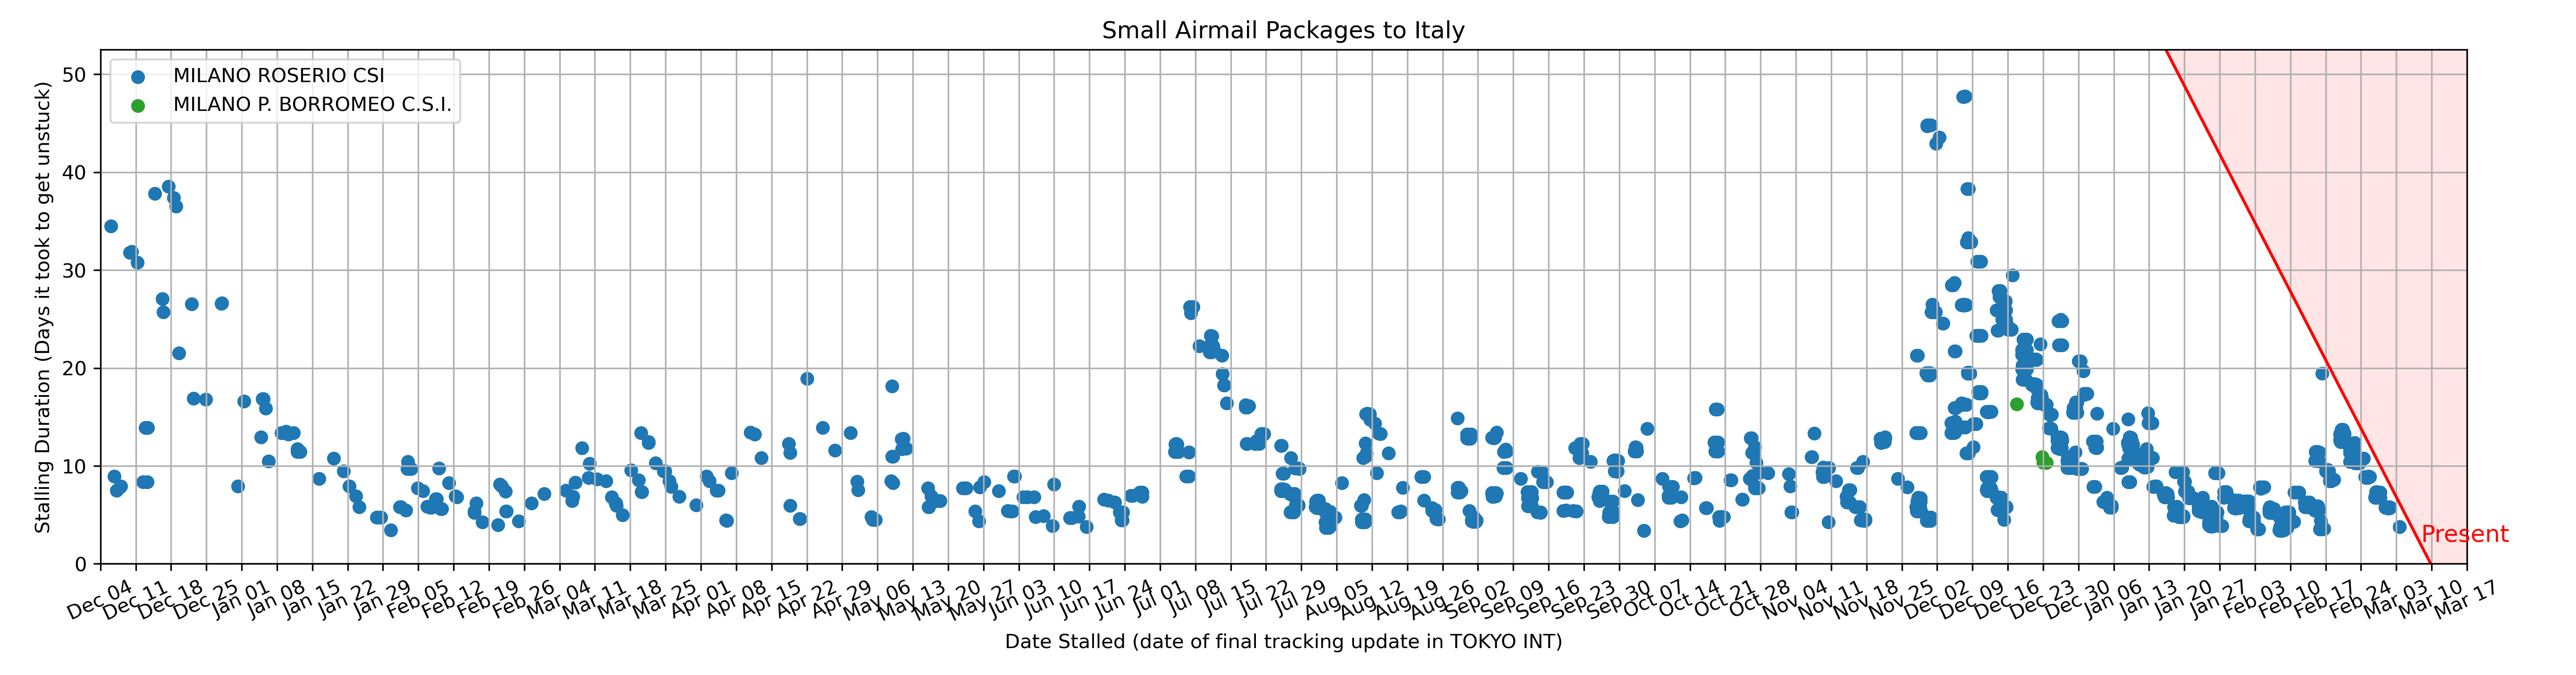 Small Airmail Packages to Italy
MILANO ROSERIO CSI
MILANO P. BORROMEO C.S.I.
Stalling Duration (Days it took to get unstuck)
50
40
30
20
10
0
Present
Dec 04 Dec 11 Dec 18 Dec 25 Jan 01 Jan 08 Jan 15 Jan 22 Jan 29 Feb 05 Feb 12 Feb 19 Feb 26 Mar 04 Mar 11 Mar 18 Mar 25 Apr 01 Apr 08 Apr 15 Apr 22 Apr 29 May 06 May 13 May 20 May 27 Jun 03 Jun 10 Jun 17 Jun 24 Jul 01 Jul 08 Jul 15 Jul 22 Jul 29 Aug 05 Aug 12 Aug 19 Aug 26 Sep 02 Sep 09 Sep 16 Sep 23 Sep 30 Oct 07 Oct 14 Oct 21 Oct 28 Nov 04 Nov 11 Nov 18 Nov 25 Dec 02 Dec 09 Dec 16 Dec 23 Dec 30 Jan 06 Jan 13 Jan 20 Jan 27 Feb 03 Feb 10 Feb 17 Feb 24 Mar 03 Mar 10 Mar 17
Date Stalled (date of final tracking update in TOKYO INT)